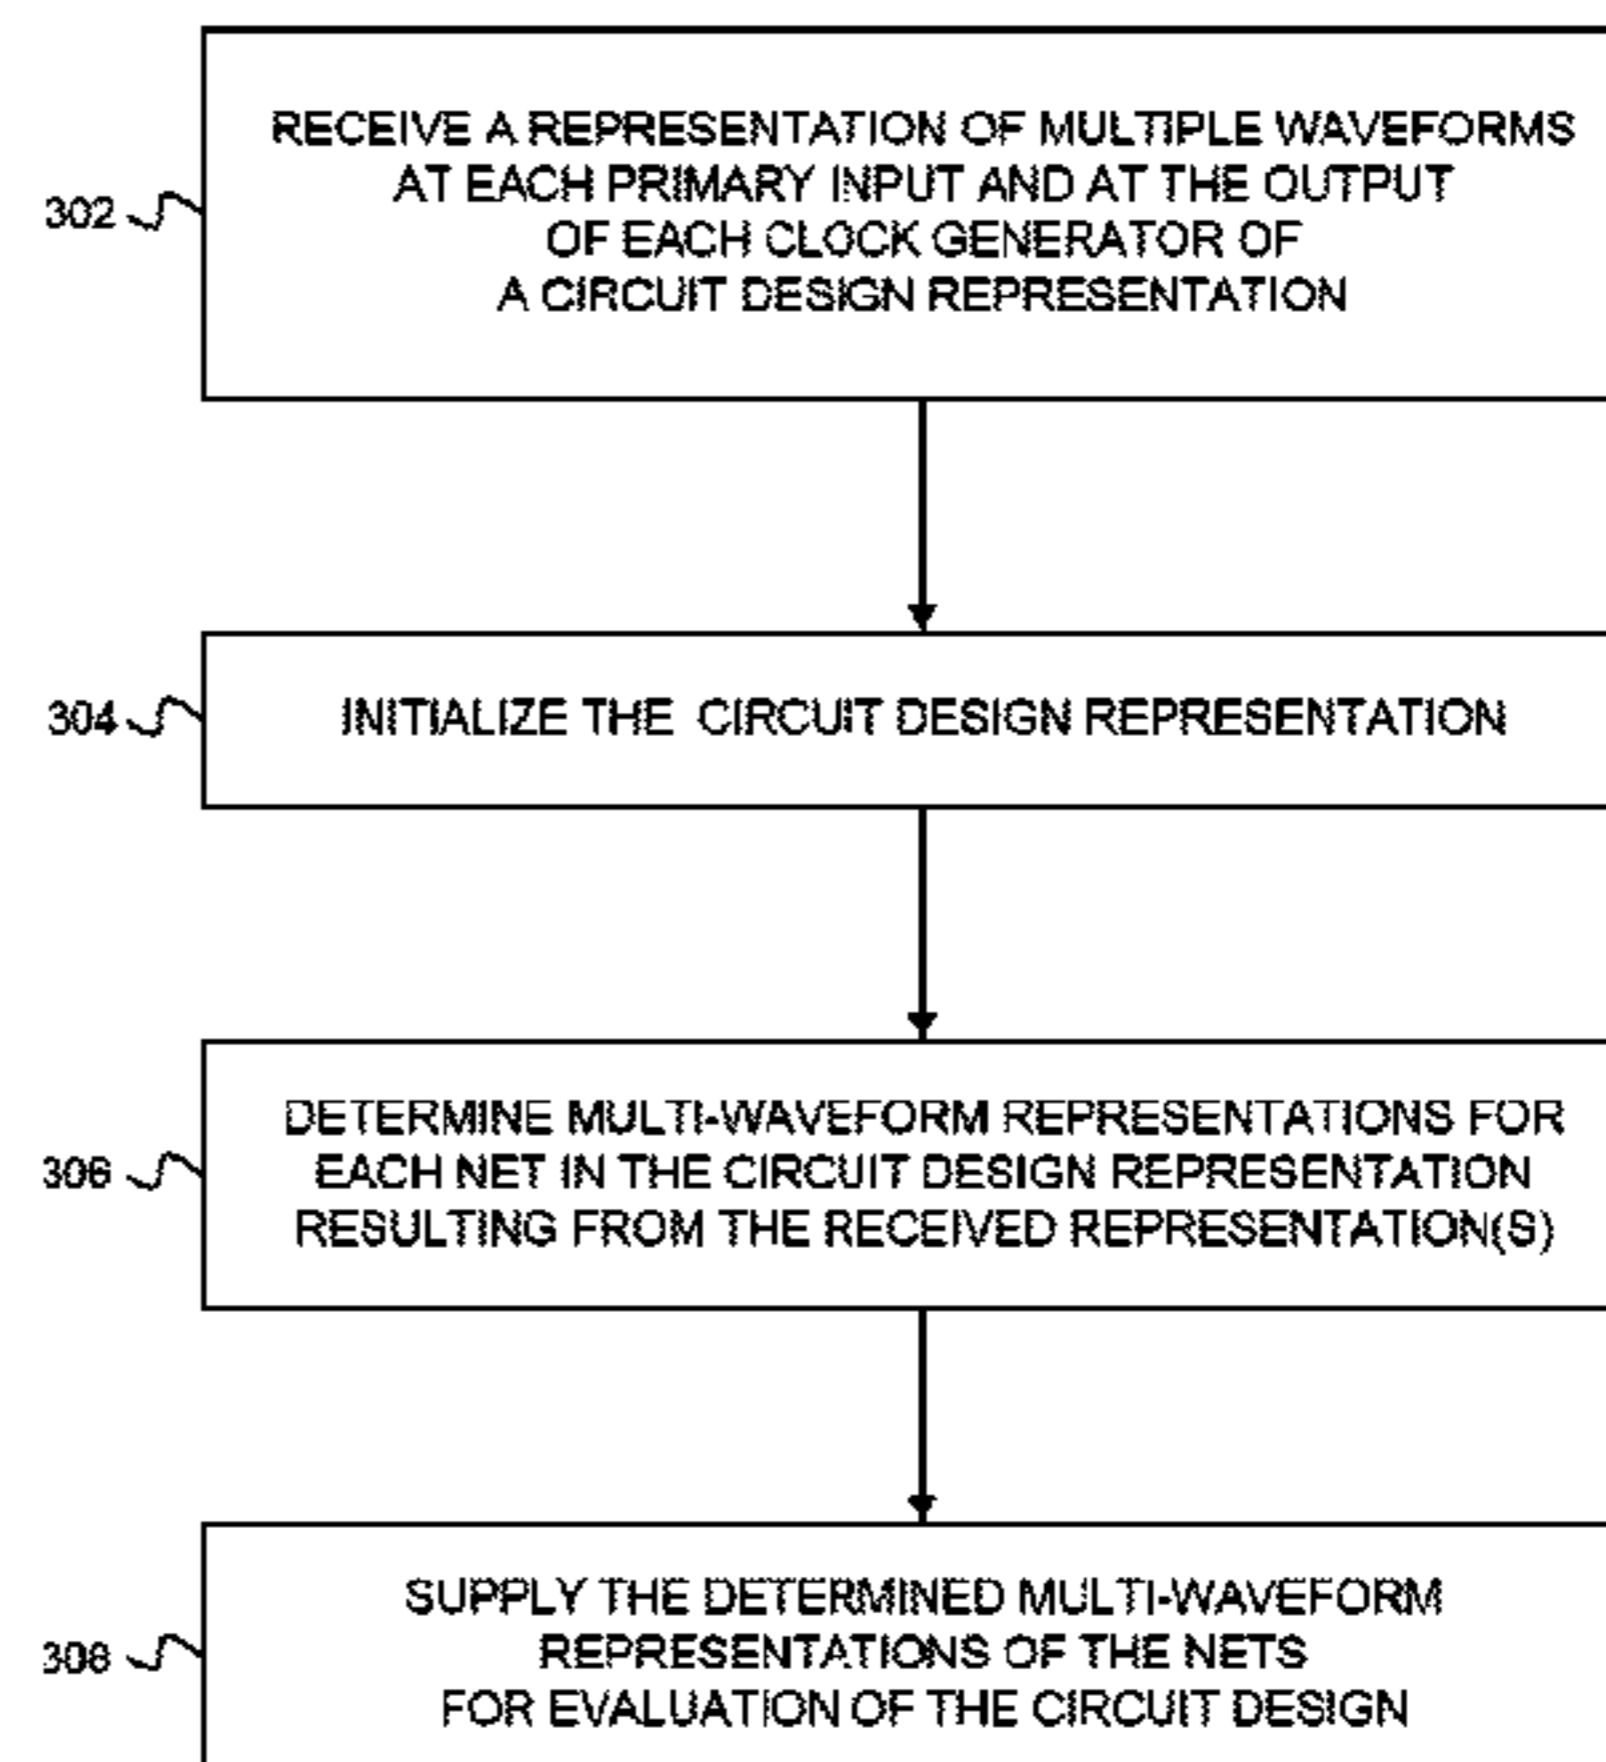 302
RECEIVE A REPRESENTATION OF MULTIPLE WAVEFORMS
AT EACH PRIMARY INPUT AND AT THE OUTPUT
OF EACH CLOCK GENERATOR OF
A CIRCUIT DESIGN REPRESENTATION
304
INITIALIZE THE CIRCUIT DESIGN REPRESENTATION
306
DETERMINE MULTI-WAVEFORM REPRESENTATIONS FOR
EACH NET IN THE CIRCUIT DESIGN REPRESENTATION
RESULTING FROM THE RECEIVED REPRESENTATION(S)
308
SUPPLY THE DETERMINED MULTI-WAVEFORM
REPRESENTATIONS OF THE NETS
FOR EVALUATION OF THE CIRCUIT DESIGN